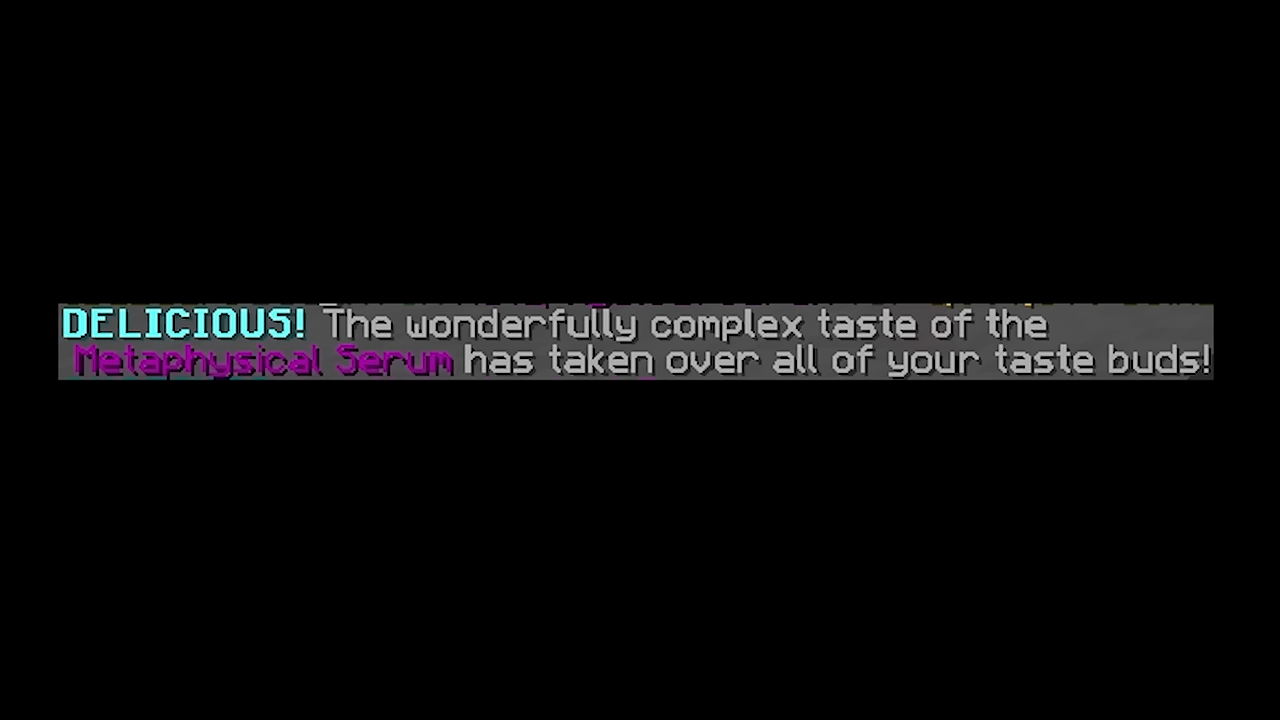 DELICIOUS! The wonderfully complex taste of the
Metaphysical Serum has taken over all of your taste buds!